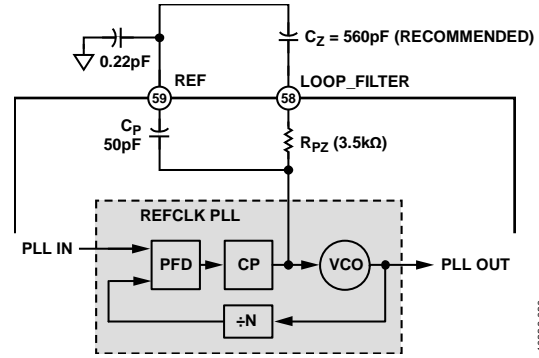 C_Z = 560pF (RECOMMENDED)
0.22pF
REF
LOOP_FILTER
59
58
C_P
50pF
R_PZ (3.5kΩ)
REFCLK PLL
PLL IN
PFD
CP
VCO
PLL OUT
÷N